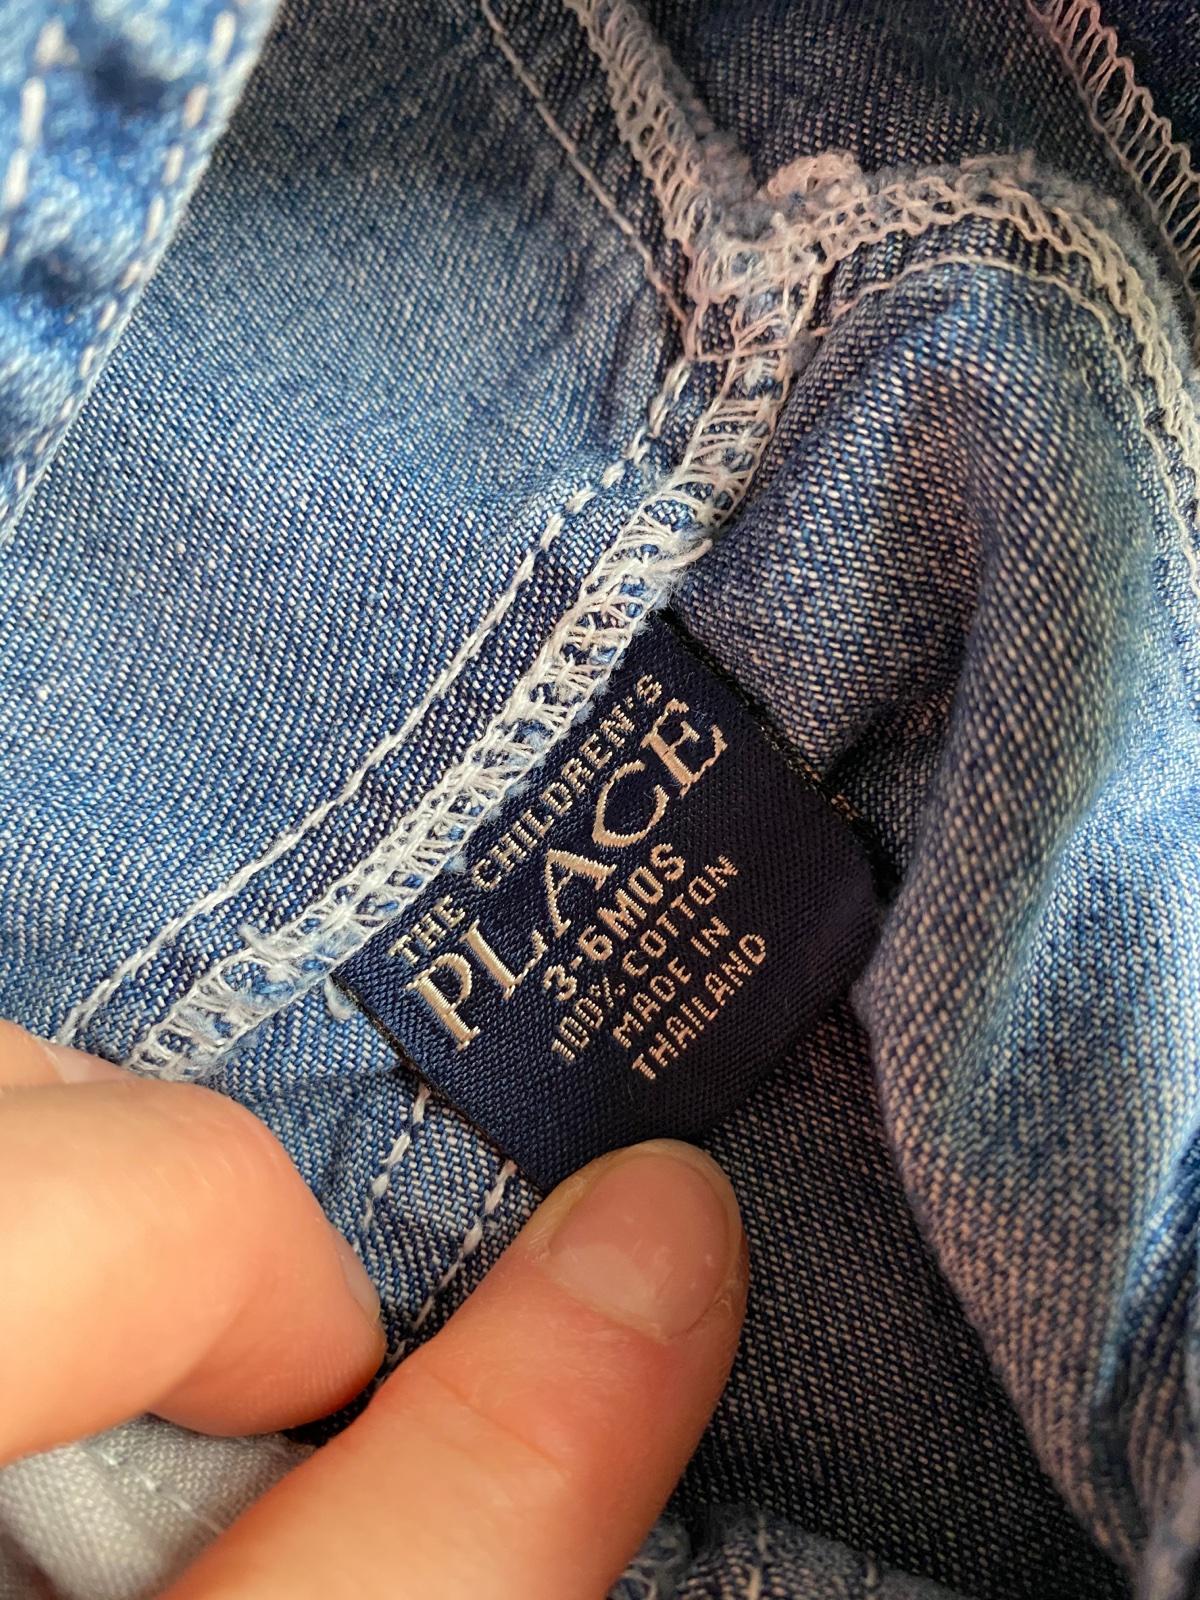 THE CHILDREN'S
PLACE
3-6MOS
100% COTTON
MADE IN
THAILAND